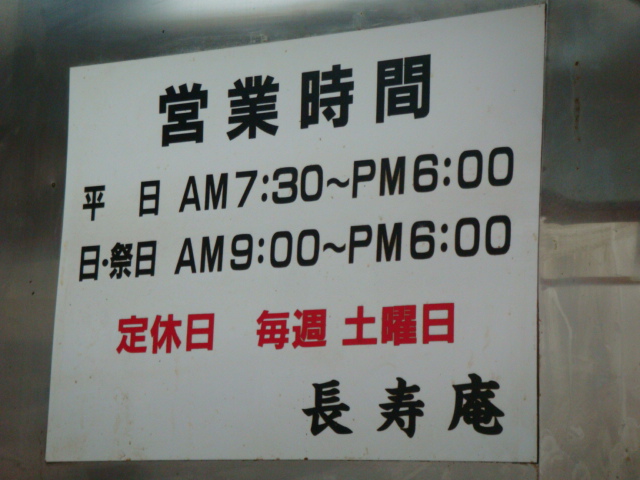 営業時間
平 日 AM7:30~PM6:00
日・祭日 AM9:00~PM6:00
定休日 毎週 土曜日
長寿庵